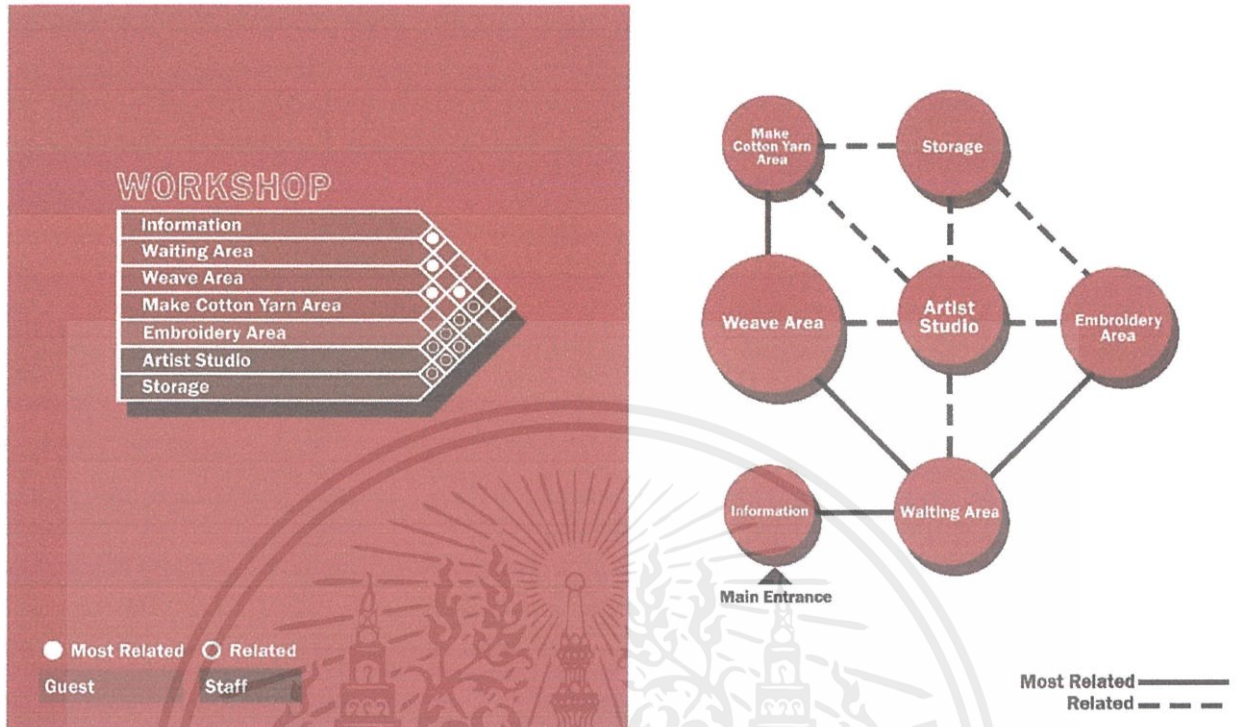 WORKSHOP
Information
Waiting Area
Weave Area
Make Cotton Yarn Area
Embroidery Area
Artist Studio
Storage
Most Related
Related
Guest
Staff
Make
Cotton Yarn
Area
Storage
Weave Area
Artist
Studio
Embroidery
Area
Information
Waiting Area
Main Entrance
Most Related
Related